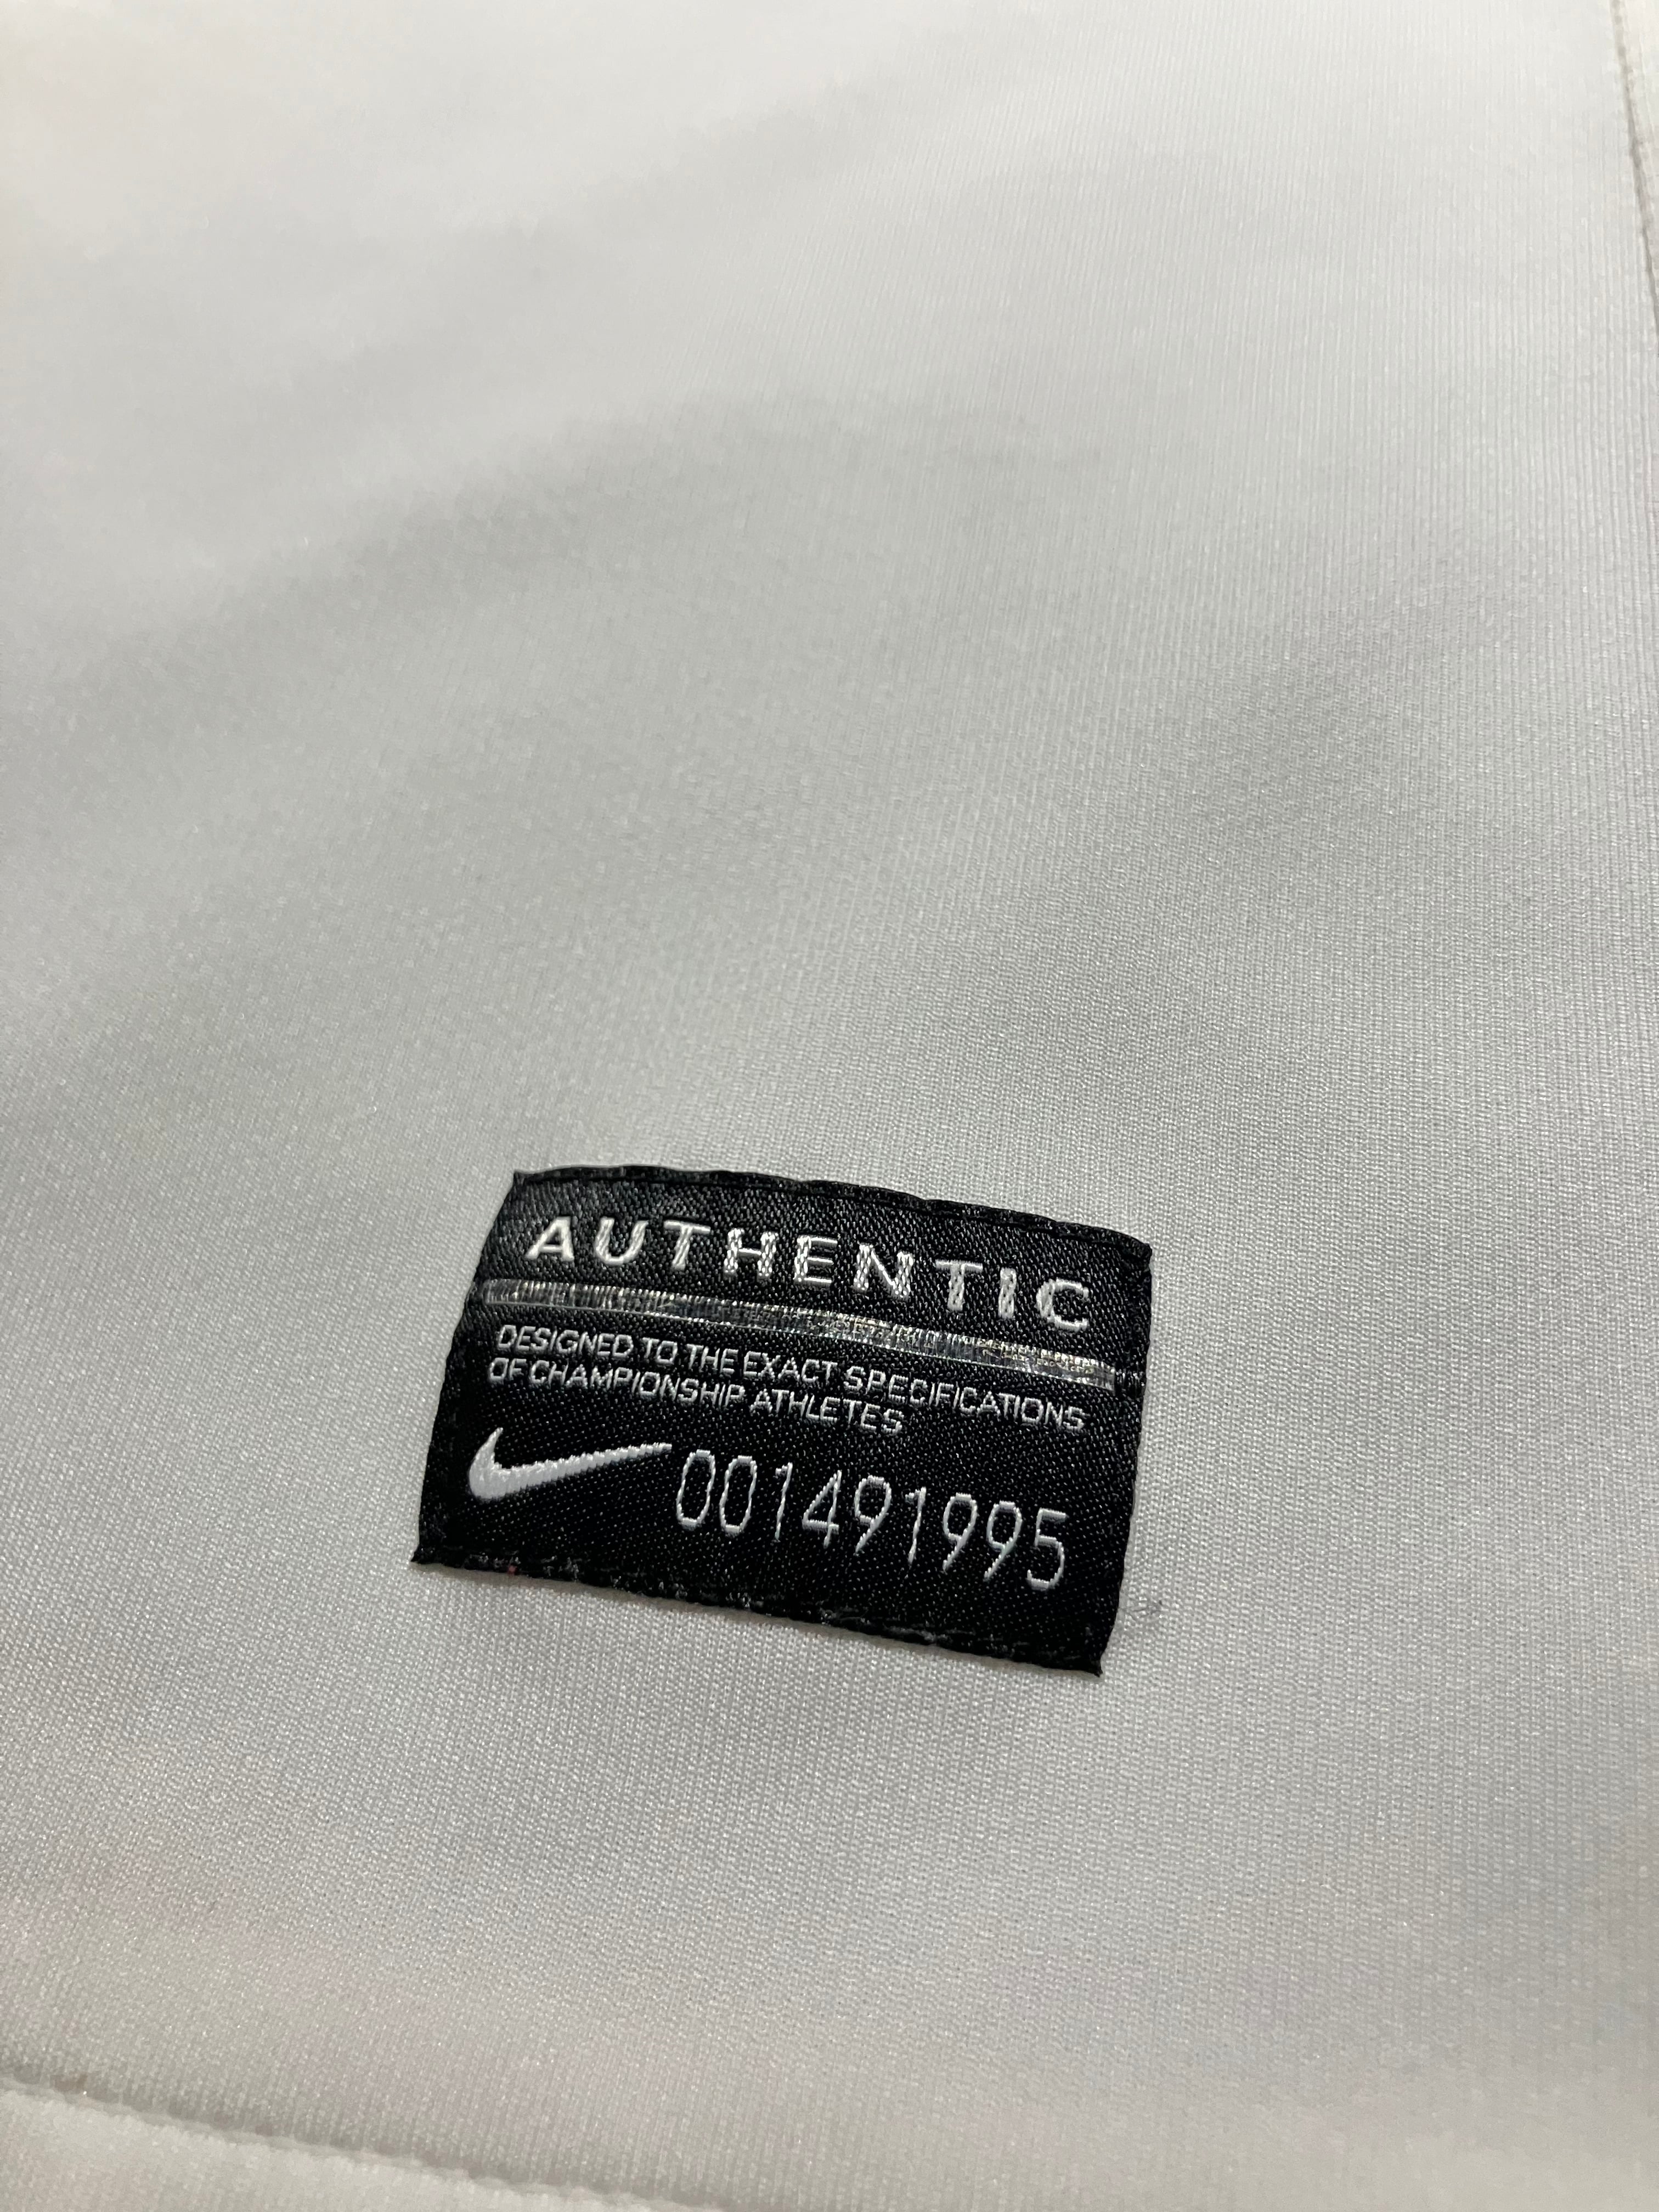 AUTHENTIC
DESIGNED TO THE EXACT SPECIFICATIONS
OF CHAMPIONSHIP ATHLETES
001491995